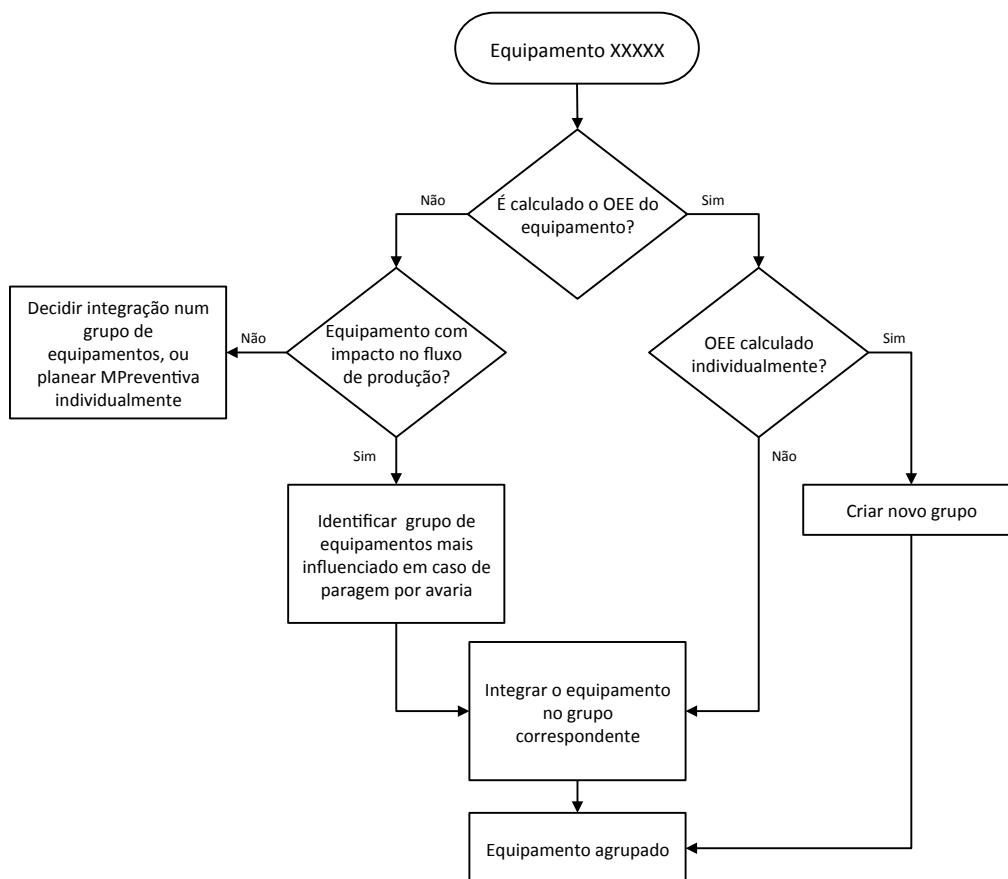 Equipamento XXXXX
Não
É calculado o OEE do
equipamento?
Sim
Decidir integração num
grupo de
equipamentos, ou
planear MPreventiva
individualmente
Não
Equipamento com
impacto no fluxo
de produção?
OEE calculado
individualmente?
Sim
Sim
Não
Identificar  grupo de
equipamentos mais
influenciado em caso de
paragem por avaria
Criar novo grupo
Integrar o equipamento
no grupo
correspondente
Equipamento agrupado